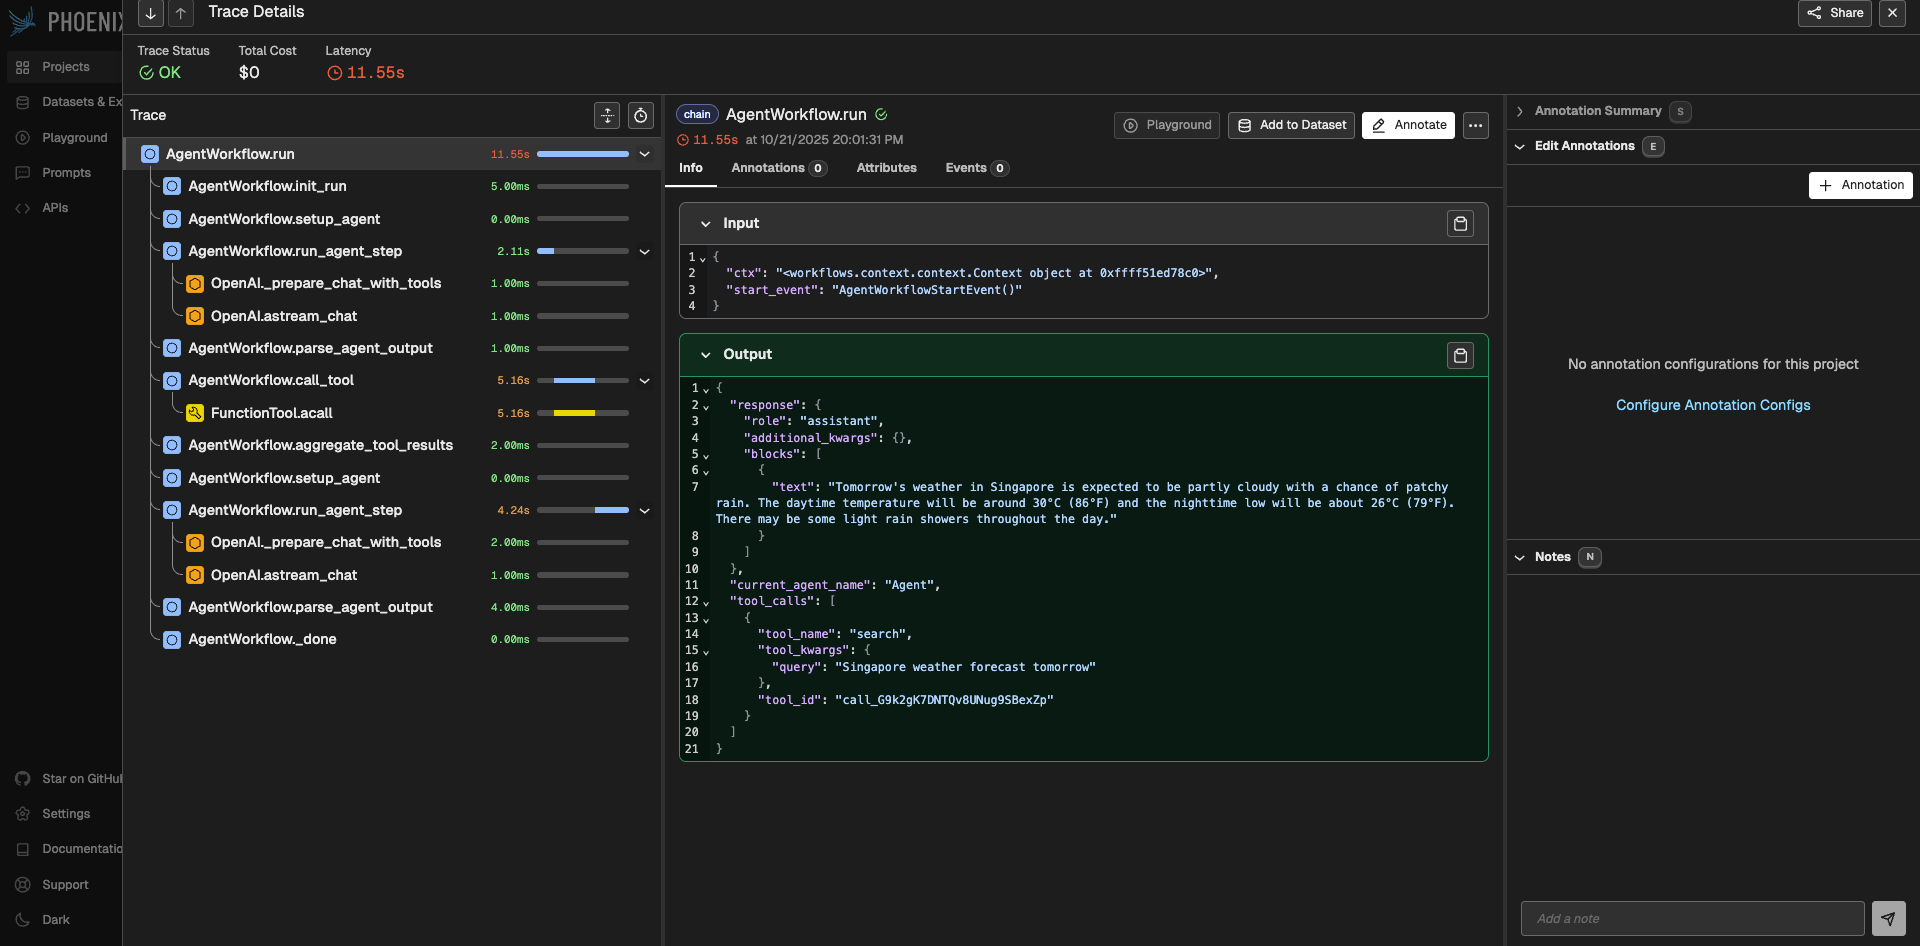 PHOENIX
Trace Details
Share
Projects
Datasets & Ex
Playground
Prompts
APIs
Star on GitHub
Settings
Documentatio
Support
Dark
Trace Status
OK
Total Cost
$0
Latency
11.55s
Trace
AgentWorkflow.run 11.55s
AgentWorkflow.init_run 5.00ms
AgentWorkflow.setup_agent 0.00ms
AgentWorkflow.run_agent_step 2.11s
OpenAI._prepare_chat_with_tools 1.00ms
OpenAI.astream_chat 1.00ms
AgentWorkflow.parse_agent_output 1.00ms
AgentWorkflow.call_tool 5.16s
FunctionTool.acall 5.16s
AgentWorkflow.aggregate_tool_results 2.00ms
AgentWorkflow.setup_agent 0.00ms
AgentWorkflow.run_agent_step 4.24s
OpenAI._prepare_chat_with_tools 2.00ms
OpenAI.astream_chat 1.00ms
AgentWorkflow.parse_agent_output 4.00ms
AgentWorkflow._done 0.00ms
chain AgentWorkflow.run
11.55s at 10/21/2025 20:01:31 PM
Playground
Add to Dataset
Annotate
Info
Annotations 0
Attributes
Events 0
Input
1 {
2 "ctx": "<workflows.context.context.Context object at 0xffff51ed78c0>",
3 "start_event": "AgentWorkflowStartEvent()"
4 }
Output
1 {
2 "response": {
3 "role": "assistant",
4 "additional_kwargs": {},
5 "blocks": [
6 {
7 "text": "Tomorrow's weather in Singapore is expected to be partly cloudy with a chance of patchy
rain. The daytime temperature will be around 30°C (86°F) and the nighttime low will be about 26°C (79°F).
There may be some light rain showers throughout the day."
8 }
9 ]
10 },
11 "current_agent_name": "Agent",
12 "tool_calls": [
13 {
14 "tool_name": "search",
15 "tool_kwargs": {
16 "query": "Singapore weather forecast tomorrow"
17 },
18 "tool_id": "call_G9k2gK7DNTQv8UNug9SBexZp"
19 }
20 ]
21 }
Annotation Summary S
Edit Annotations E
Annotation
No annotation configurations for this project
Configure Annotation Configs
Notes N
Add a note